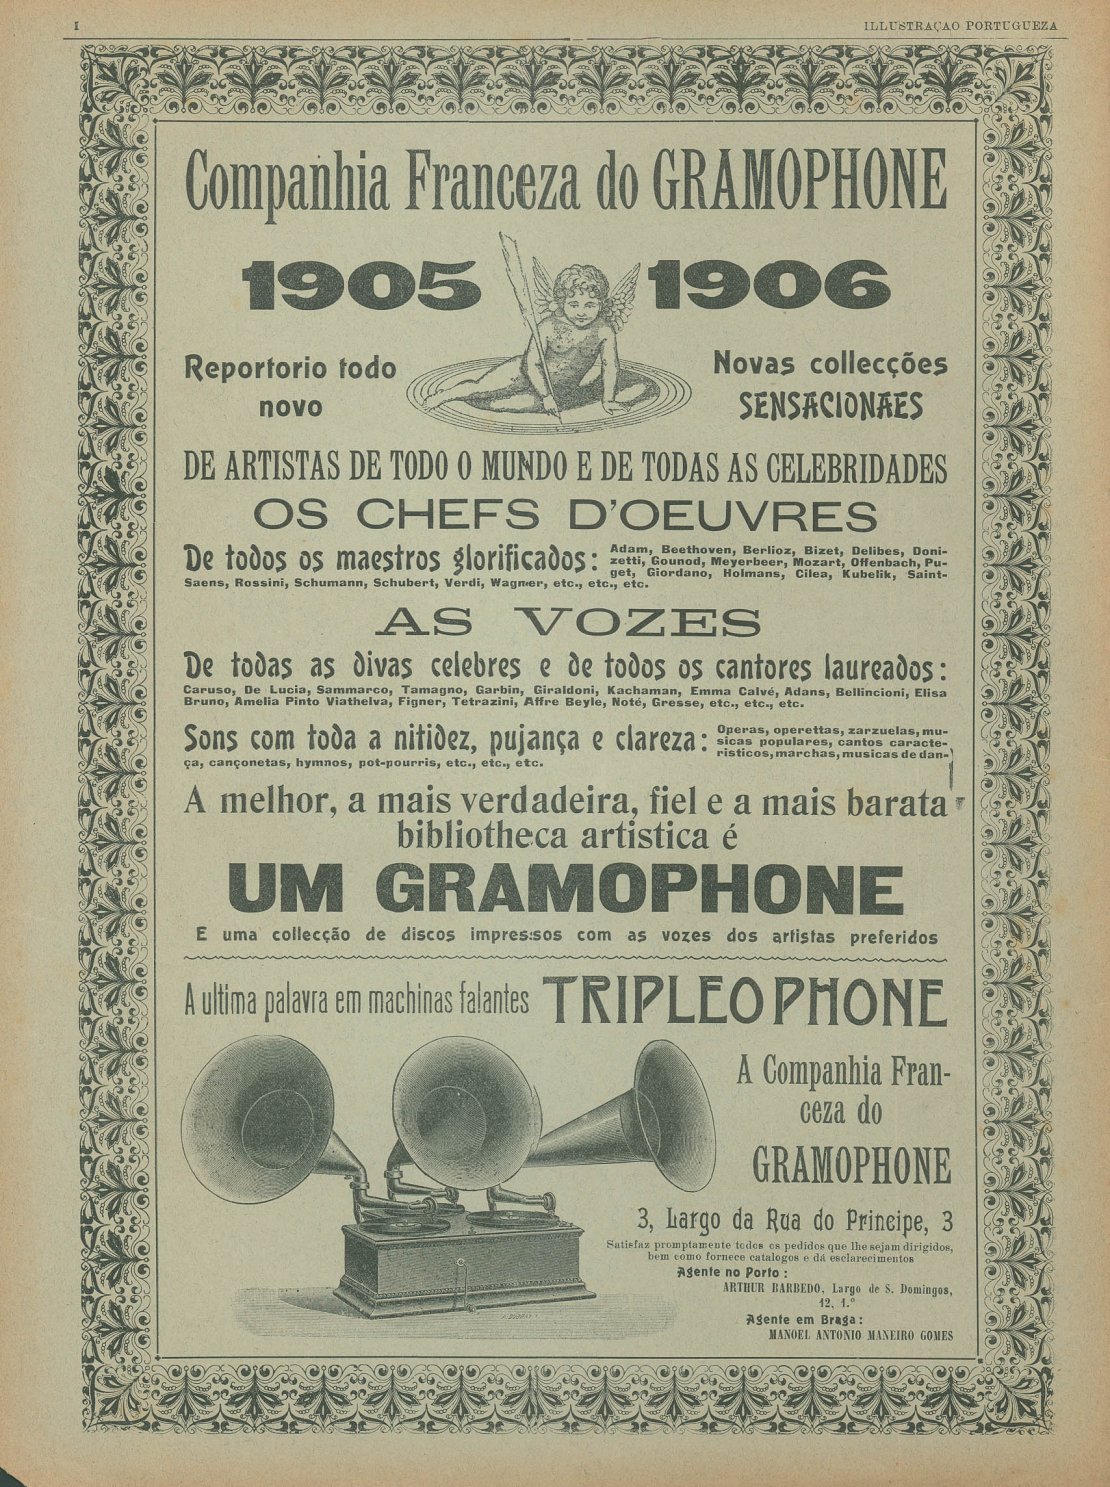 I
ILLUSTRAÇAO PORTUGUEZA
Companhia Franceza do GRAMOPHONE
1905 1906
Reportorio todo
novo
Novas collecções
SENSACIONAES
DE ARTISTAS DE TODO O MUNDO E DE TODAS AS CELEBRIDADES
OS CHEFS D'OEUVRES
De todos os maestros glorificados:
Adam, Beethoven, Berlioz, Bizet, Delibes, Doni-
zetti, Gounod, Meyerbeer, Mozart, Offenbach, Pu-
get, Giordano, Holmans, Cilea, Kubelik, Saint-
Saens, Rossini, Schumann, Schubert, Verdi, Wagner, etc., etc., etc.
AS VOZES
De todas as divas celebres e de todos os cantores laureados:
Caruso, De Lucia, Sammarco, Tamagno, Garbin, Giraldoni, Kachaman, Emma Calvé, Adans, Bellincioni, Elisa
Bruno, Amelia Pinto Viathelva, Figner, Tetrazini, Affre Beyle, Noté, Gresse, etc., etc., etc.
Sons com toda a nitidez, pujança e clareza:
Operas, operettas, zarzuelas, mu-
sicas populares, cantos caracte-
risticos, marchas, musicas de dan-
ça, cançonetas, hymnos, pot-pourris, etc., etc., etc.
A melhor, a mais verdadeira, fiel e a mais barata
bibliotheca artistica é
UM GRAMOPHONE
E uma collecção de discos impressos com as vozes dos artistas preferidos
A ultima palavra em machinas falantes TRIPLEOPHONE
A Companhia Fran-
ceza do
GRAMOPHONE
3, Largo da Rua do Principe, 3
Satisfaz promptamente todos os pedidos que lhe sejam dirigidos,
bem como fornece catalogos e dá esclarecimentos
Agente no Porto:
ARTHUR BARBEDO, Largo de S. Domingos,
12, 1.º
Agente em Braga:
MANOEL ANTONIO MANEIRO GOMES